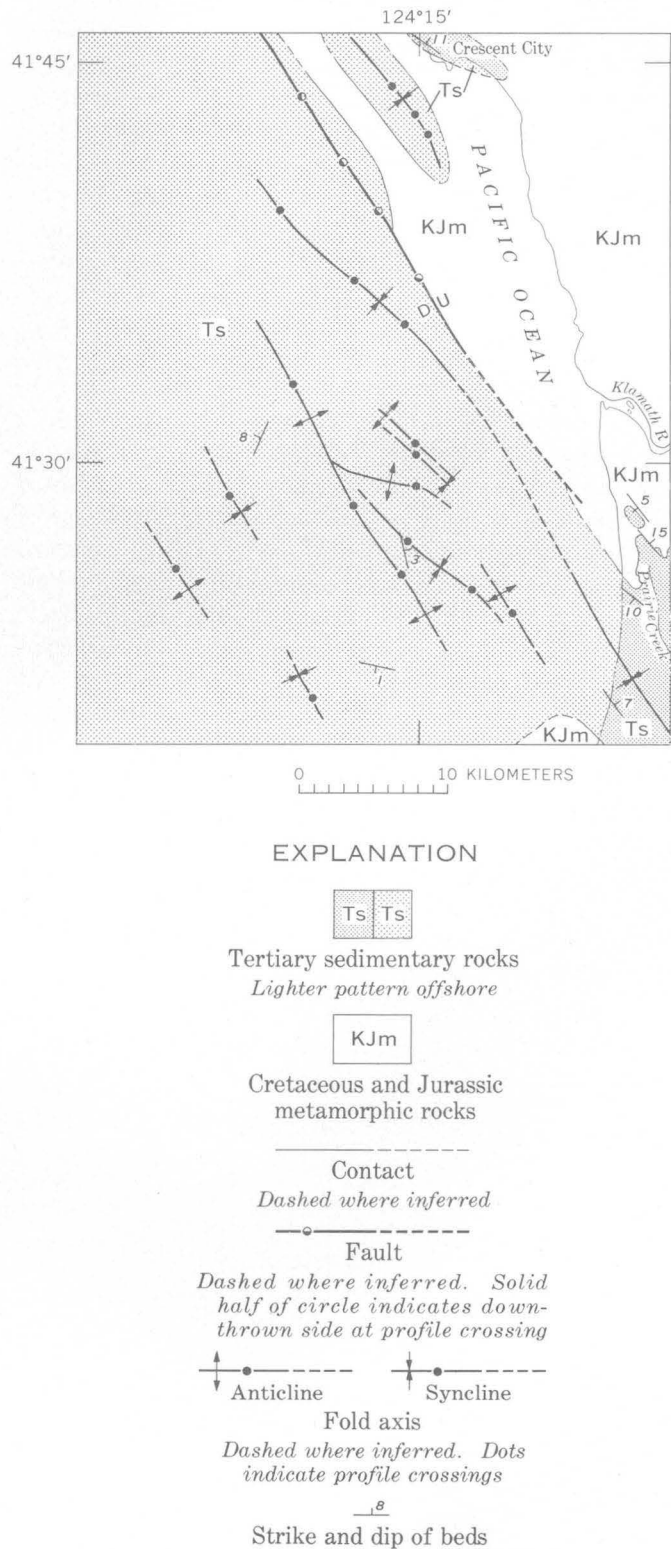 124°15'
41°45'
11
Crescent City
Ts
PACIFIC OCEAN
KJm
KJm
D U
Ts
Klamath R
8
41°30'
KJm
5
15
3
Prairie Creek
10
1
7
KJm
Ts
0 10 KILOMETERS
EXPLANATION
Ts Ts
Tertiary sedimentary rocks
Lighter pattern offshore
KJm
Cretaceous and Jurassic
metamorphic rocks
Contact
Dashed where inferred
Fault
Dashed where inferred. Solid
half of circle indicates down-
thrown side at profile crossing
Anticline Syncline
Fold axis
Dashed where inferred. Dots
indicate profile crossings
8
Strike and dip of beds